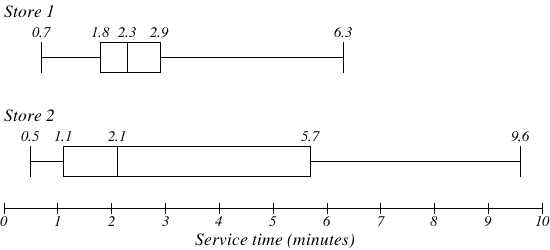 Store 1
0.7 1.8 2.3 2.9 6.3
Store 2
0.5 1.1 2.1 5.7 9.6
0 1 2 3 4 5 6 7 8 9 10
Service time (minutes)